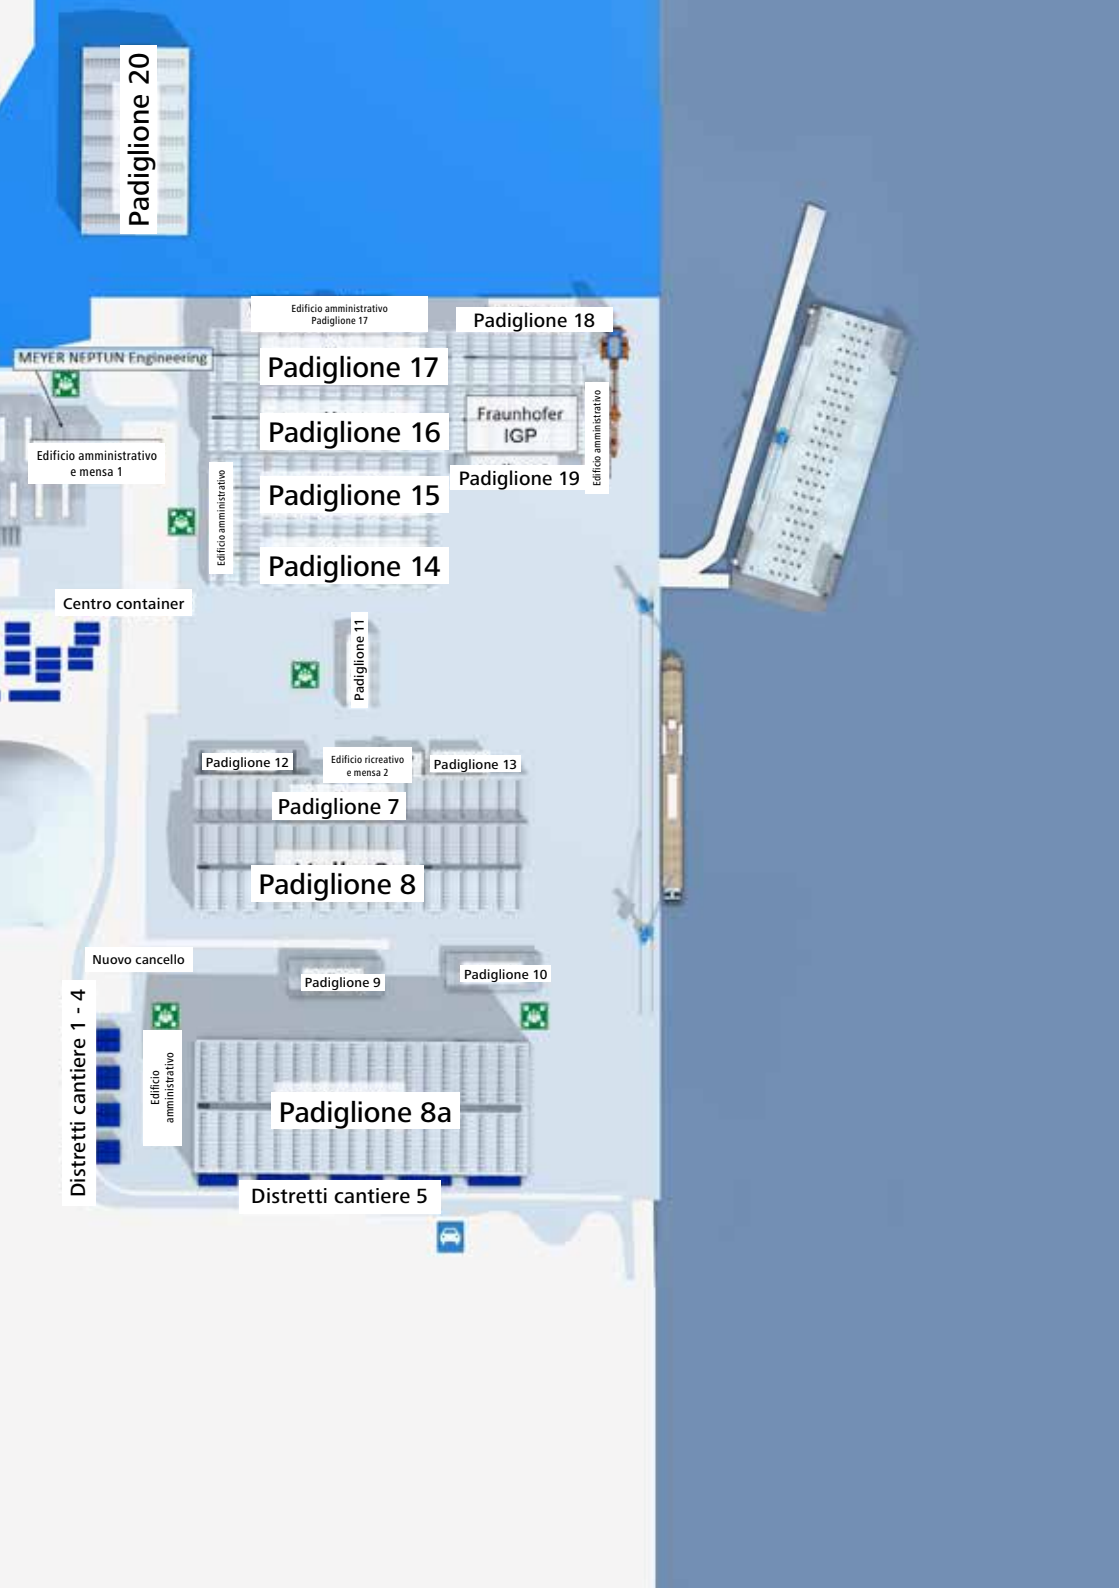 Padiglione 20
Edificio amministrativo
Padiglione 17
Padiglione 18
MEYER NEPTUN Engineering
Padiglione 17
Edificio amministrativo
e mensa 1
Padiglione 16
Fraunhofer
IGP
Edificio amministrativo
Padiglione 19
Padiglione 15
Edificio amministrativo
Padiglione 14
Centro container
Padiglione 11
Padiglione 12
Edificio ricreativo
e mensa 2
Padiglione 13
Padiglione 7
Padiglione 8
Nuovo cancello
Padiglione 9
Padiglione 10
Distretti cantiere 1 - 4
Edificio
amministrativo
Padiglione 8a
Distretti cantiere 5